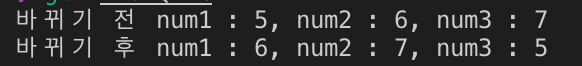 바뀌기 전 num1 : 5, num2 : 6, num3 : 7
바뀌기 후 num1 : 6, num2 : 7, num3 : 5